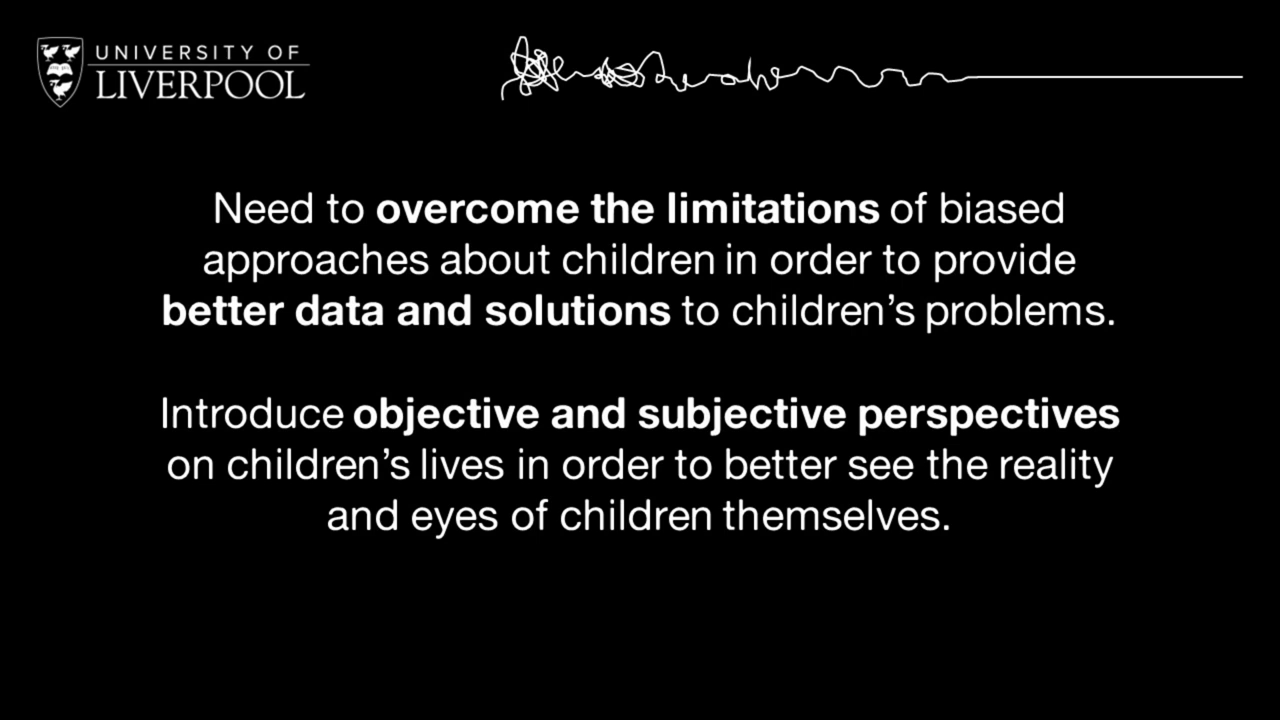 UNIVERSITY OF
LIVERPOOL
Need to overcome the limitations of biased
approaches about children in order to provide
better data and solutions to children’s problems.
Introduce objective and subjective perspectives
on children’s lives in order to better see the reality
and eyes of children themselves.